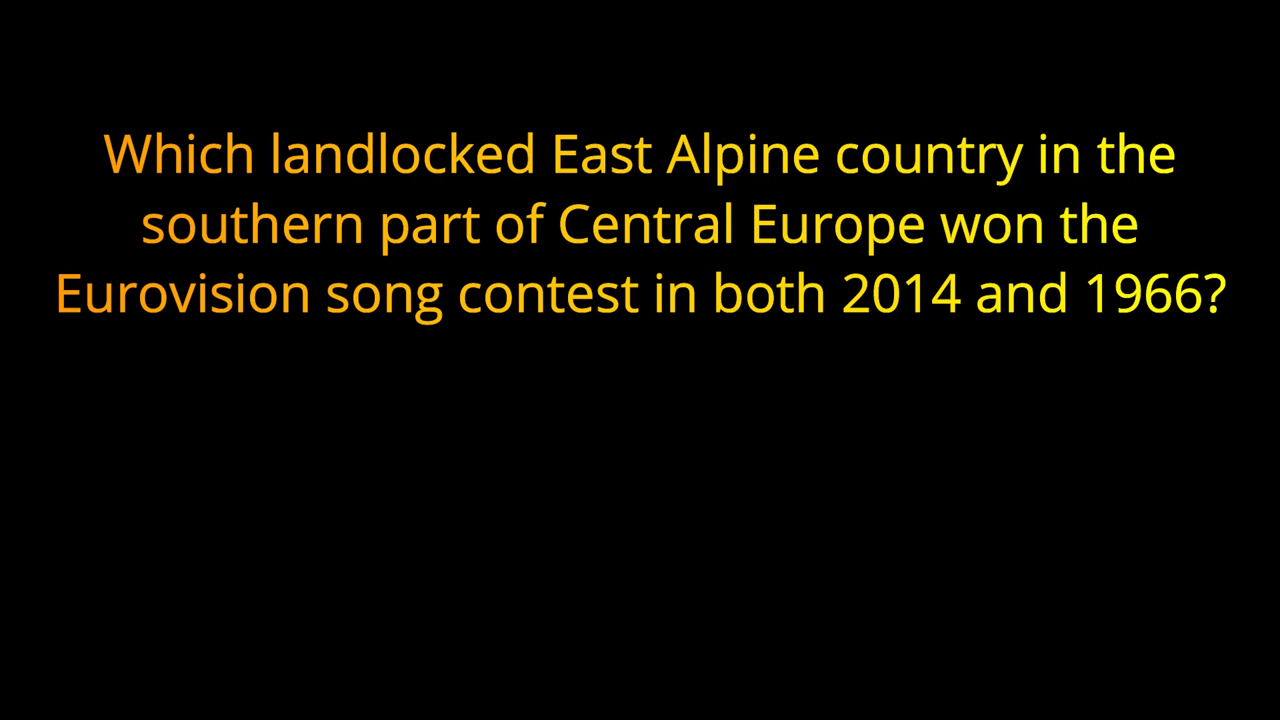 Which landlocked East Alpine country in the
southern part of Central Europe won the
Eurovision song contest in both 2014 and 1966?